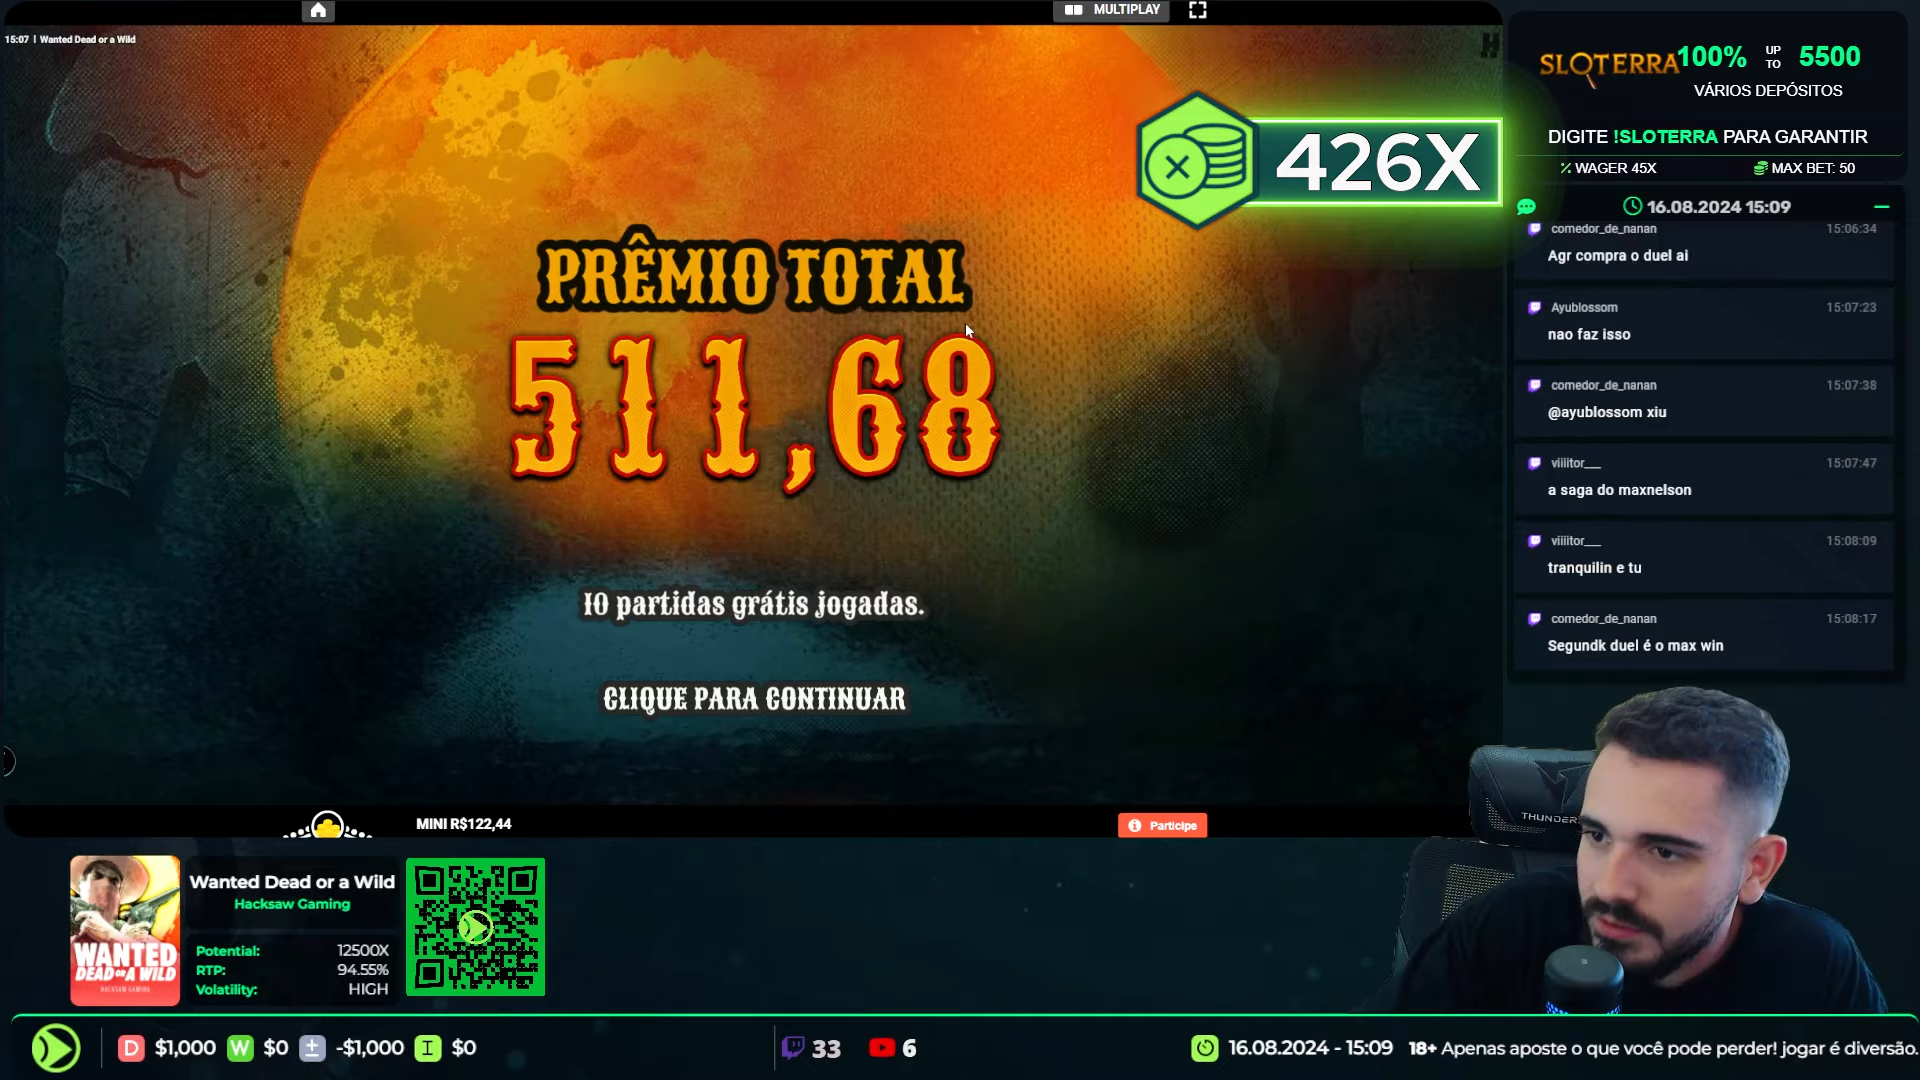 MULTIPLAY
15:07 | Wanted Dead or a Wild
426X
PRÊMIO TOTAL
511,68
10 partidas grátis jogadas.
CLIQUE PARA CONTINUAR
MINI R$122,44
Participe
SLOTERRA
100% UP TO 5500
VÁRIOS DEPÓSITOS
DIGITE !SLOTERRA PARA GARANTIR
WAGER 45X
MAX BET: 50
16.08.2024 15:09
comedor_de_nanan 15:06:34
Agr compra o duel ai
Ayublossom 15:07:23
nao faz isso
comedor_de_nanan 15:07:38
@ayublossom xiu
viiiitor___ 15:07:47
a saga do maxnelson
viiiitor___ 15:08:09
tranquilin e tu
comedor_de_nanan 15:08:17
Segundk duel é o max win
THUNDER
WANTED
DEAD OR A WILD
HACKSAW GAMING
Wanted Dead or a Wild
Hacksaw Gaming
Potential: 12500X
RTP: 94.55%
Volatility: HIGH
D $1,000 W $0 ± -$1,000 I $0
33
6
16.08.2024 - 15:09
18+ Apenas aposte o que você pode perder! jogar é diversão.